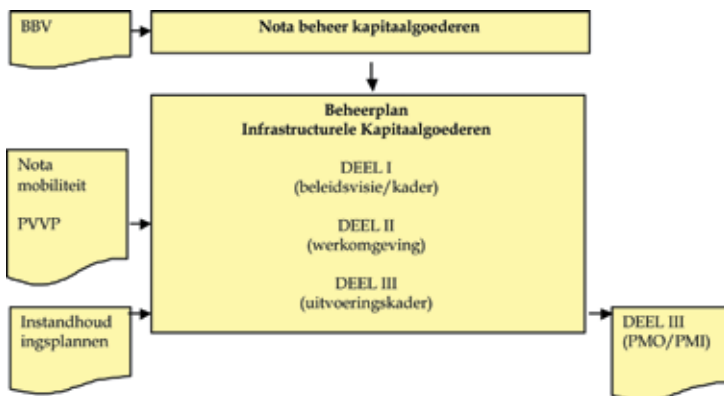 BBV
Nota beheer kapitaalgoederen
Beheerplan
Infrastructurele Kapitaalgoederen
DEEL I
(beleidsvisie/kader)
DEEL II
(werkomgeving)
DEEL III
(uitvoeringskader)
Nota
mobiliteit
PVVP
Instandhoud
ingsplannen
DEEL III
(PMO/PMI)